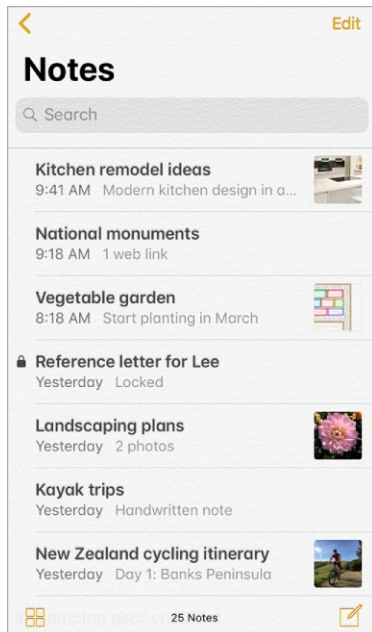 Edit
Notes
Search
Kitchen remodel ideas
9:41 AM Modern kitchen design in a...
National monuments
9:18 AM 1 web link
Vegetable garden
8:18 AM Start planting in March
Reference letter for Lee
Yesterday Locked
Landscaping plans
Yesterday 2 photos
Kayak trips
Yesterday Handwritten note
New Zealand cycling itinerary
Yesterday Day 1: Banks Peninsula
25 Notes